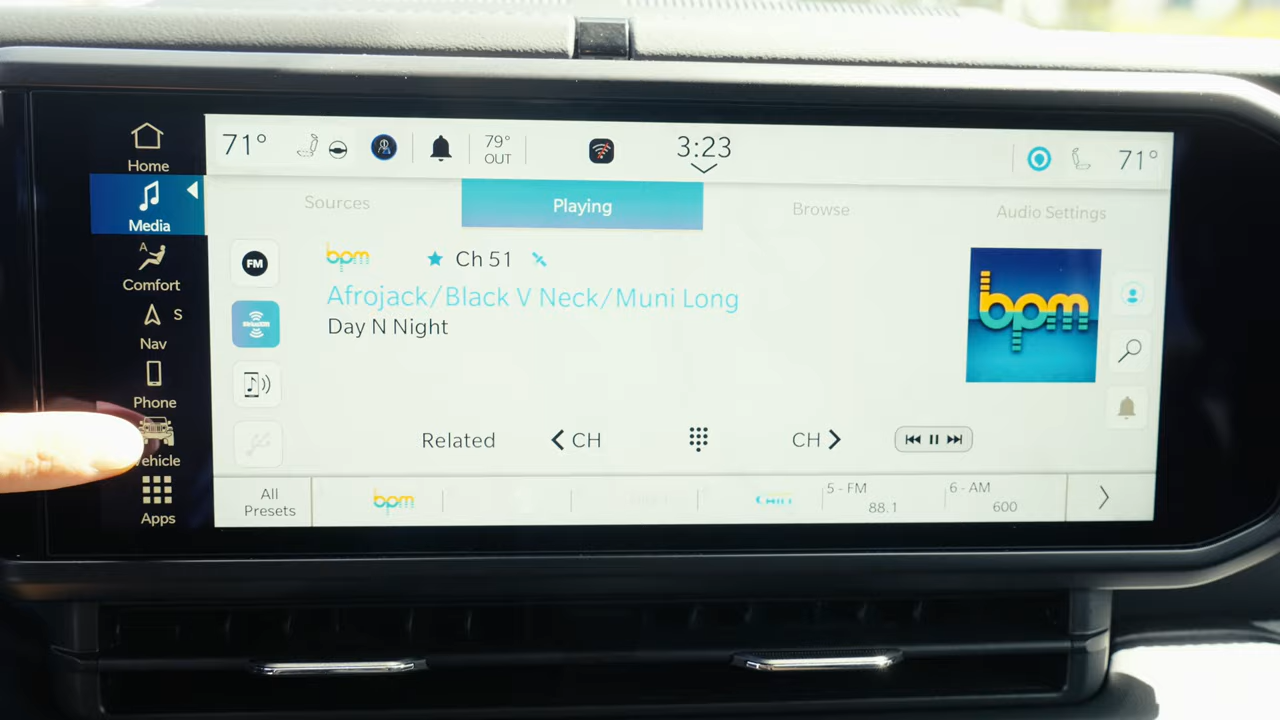 Home
Media
A
Comfort
S
Nav
Phone
ehicle
Apps
71°
79°
OUT
3:23
71°
Sources
Playing
Browse
Audio Settings
FM
bpm
Ch 51
Afrojack/Black V Neck/Muni Long
Day N Night
bpm
Related
CH
CH
All
Presets
bpm
CHILL
5 - FM
88.1
6 - AM
600